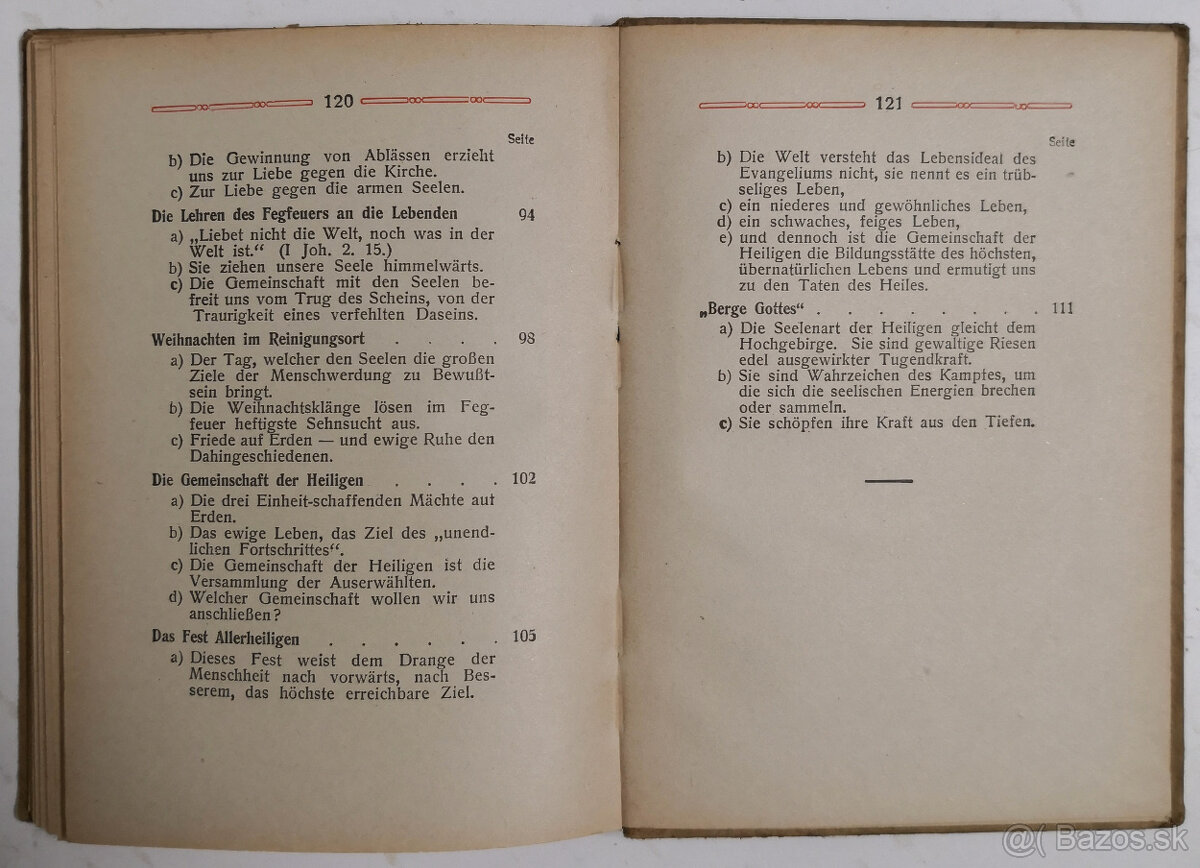 120
Seite
b) Die Gewinnung von Ablässen erzieht
uns zur Liebe gegen die Kirche.
c) Zur Liebe gegen die armen Seelen.
Die Lehren des Fegfeuers an die Lebenden 94
a) „Liebet nicht die Welt, noch was in der
Welt ist.“ (I Joh. 2. 15.)
b) Sie ziehen unsere Seele himmelwärts.
c) Die Gemeinschaft mit den Seelen be-
freit uns vom Trug des Scheins, von der
Traurigkeit eines verfehlten Daseins.
Weihnachten im Reinigungsort . . . . 98
a) Der Tag, welcher den Seelen die großen
Ziele der Menschwerdung zu Bewußt-
sein bringt.
b) Die Weihnachtsklänge lösen im Feg-
feuer heftigste Sehnsucht aus.
c) Friede auf Erden — und ewige Ruhe den
Dahingeschiedenen.
Die Gemeinschaft der Heiligen . . . . 102
a) Die drei Einheit-schaffenden Mächte auf
Erden.
b) Das ewige Leben, das Ziel des „unend-
lichen Fortschrittes“.
c) Die Gemeinschaft der Heiligen ist die
Versammlung der Auserwählten.
d) Welcher Gemeinschaft wollen wir uns
anschließen?
Das Fest Allerheiligen . . . . . . 105
a) Dieses Fest weist dem Drange der
Menschheit nach vorwärts, nach Bes-
serem, das höchste erreichbare Ziel.
121
Seite
b) Die Welt versteht das Lebensideal des
Evangeliums nicht, sie nennt es ein trüb-
seliges Leben,
c) ein niederes und gewöhnliches Leben,
d) ein schwaches, feiges Leben,
e) und dennoch ist die Gemeinschaft der
Heiligen die Bildungsstätte des höchsten,
übernatürlichen Lebens und ermutigt uns
zu den Taten des Heiles.
„Berge Gottes“ . . . . . . . . 111
a) Die Seelenart der Heiligen gleicht dem
Hochgebirge. Sie sind gewaltige Riesen
edel ausgewirkter Tugendkraft.
b) Sie sind Wahrzeichen des Kampfes, um
die sich die seelischen Energien brechen
oder sammeln.
c) Sie schöpfen ihre Kraft aus den Tiefen.
@( Bazos.sk